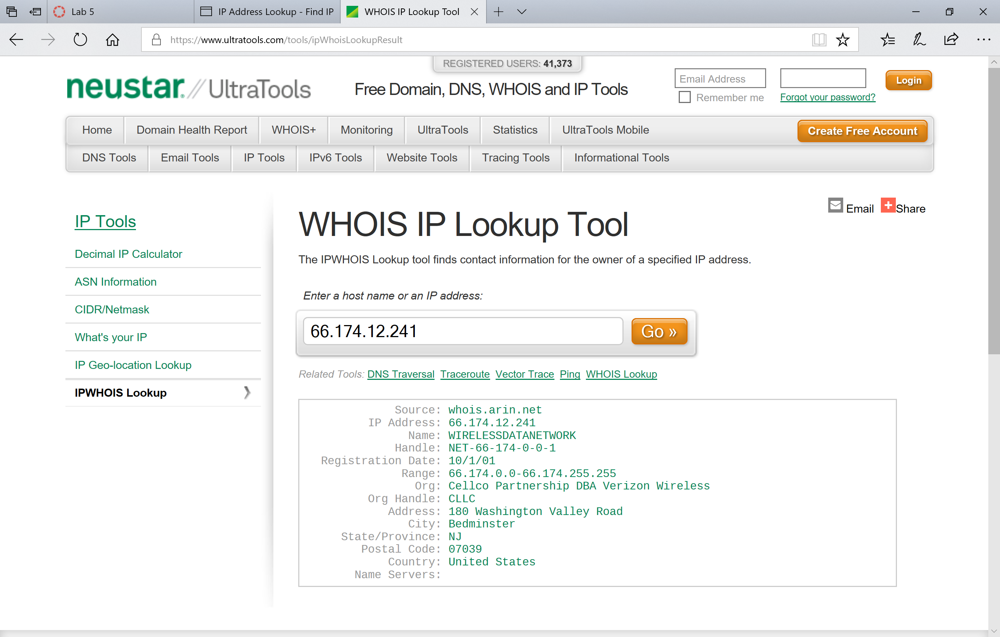 Lab 5
IP Address Lookup - Find IP
WHOIS IP Lookup Tool
https://www.ultratools.com/tools/ipWhoisLookupResult
REGISTERED USERS: 41,373
neustar // UltraTools
Free Domain, DNS, WHOIS and IP Tools
Email Address
Login
Remember me
Forgot your password?
Home
Domain Health Report
WHOIS+
Monitoring
UltraTools
Statistics
UltraTools Mobile
Create Free Account
DNS Tools
Email Tools
IP Tools
IPv6 Tools
Website Tools
Tracing Tools
Informational Tools
Email
Share
IP Tools
Decimal IP Calculator
ASN Information
CIDR/Netmask
What's your IP
IP Geo-location Lookup
IPWHOIS Lookup
WHOIS IP Lookup Tool
The IPWHOIS Lookup tool finds contact information for the owner of a specified IP address.
Enter a host name or an IP address:
66.174.12.241
Go »
Related Tools: DNS Traversal Traceroute Vector Trace Ping WHOIS Lookup
Source: whois.arin.net
IP Address: 66.174.12.241
Name: WIRELESSDATANETWORK
Handle: NET-66-174-0-0-1
Registration Date: 10/1/01
Range: 66.174.0.0-66.174.255.255
Org: Cellco Partnership DBA Verizon Wireless
Org Handle: CLLC
Address: 180 Washington Valley Road
City: Bedminster
State/Province: NJ
Postal Code: 07039
Country: United States
Name Servers: